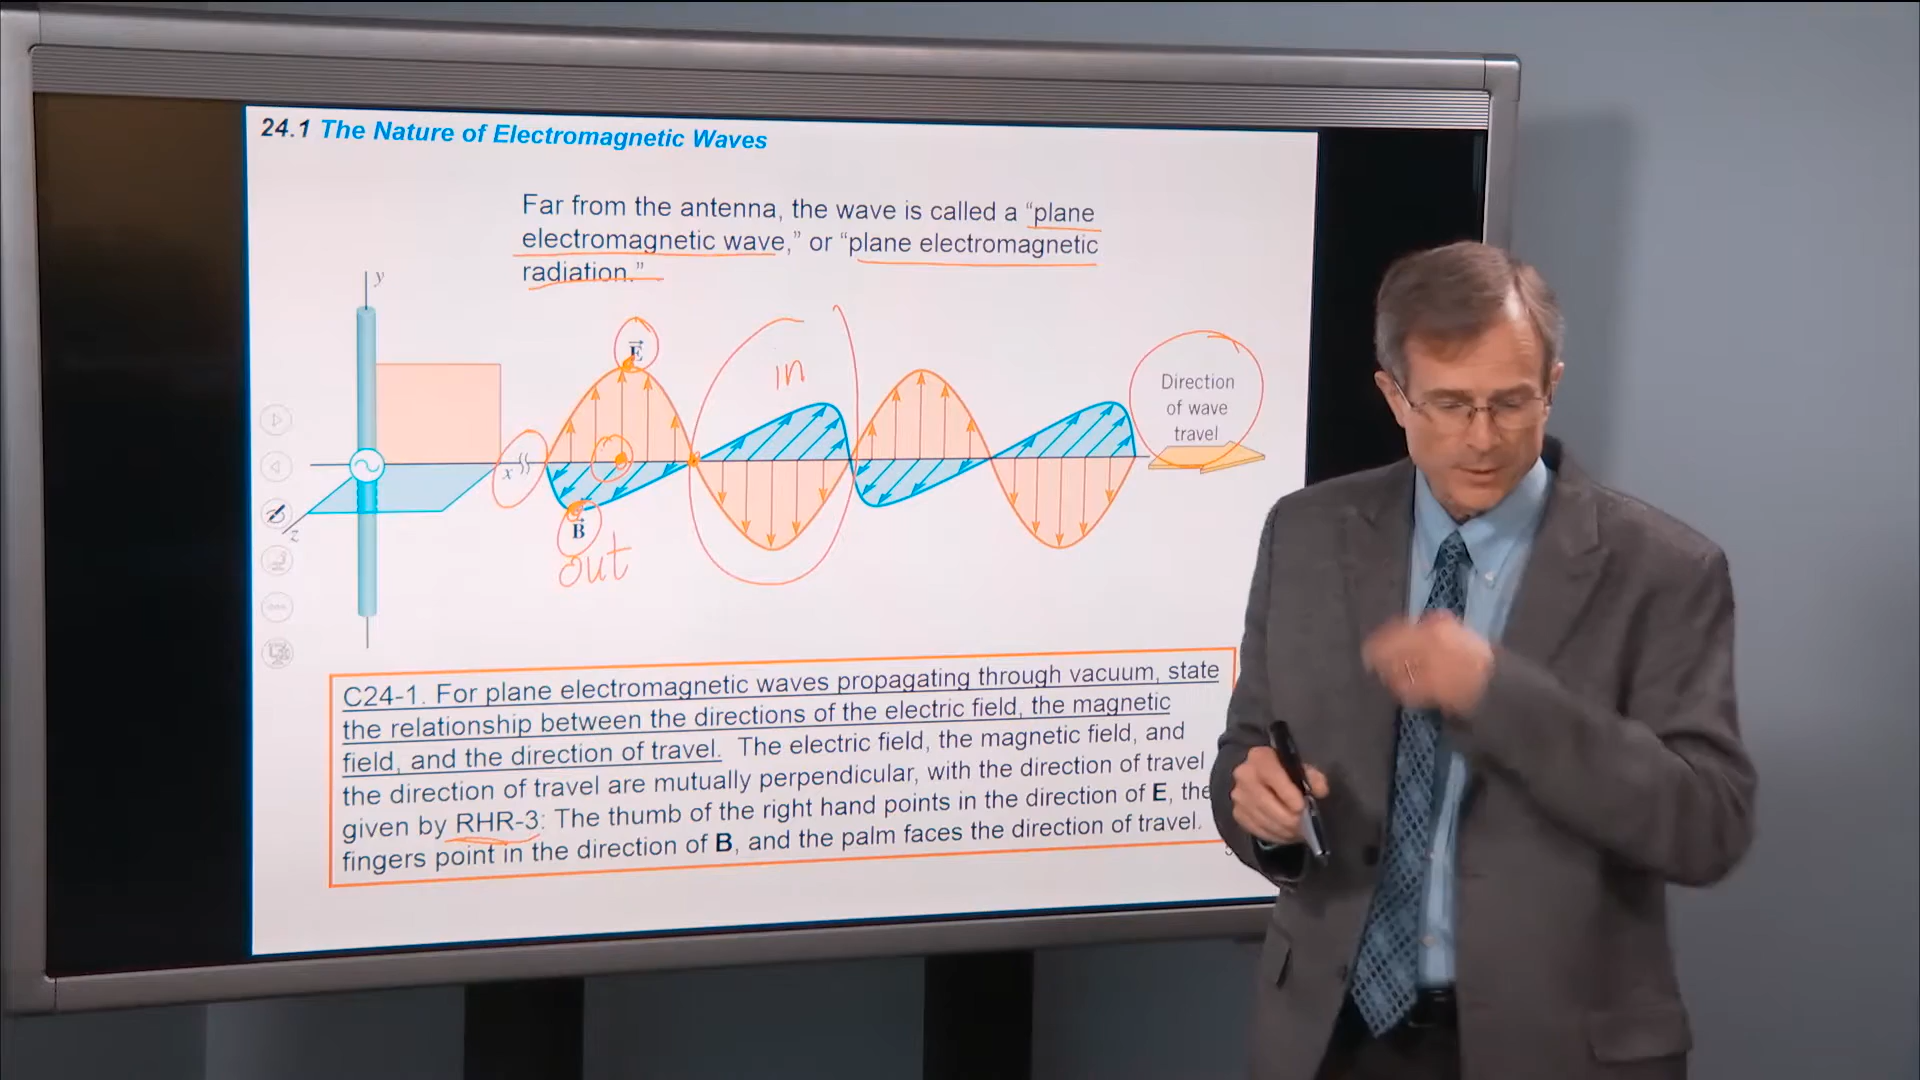 24.1 The Nature of Electromagnetic Waves
Far from the antenna, the wave is called a “plane
electromagnetic wave,” or “plane electromagnetic
radiation.”
y
E
in
Direction
of wave
travel
x
z
B
out
C24-1. For plane electromagnetic waves propagating through vacuum, state
the relationship between the directions of the electric field, the magnetic
field, and the direction of travel. The electric field, the magnetic field, and
the direction of travel are mutually perpendicular, with the direction of travel
given by RHR-3: The thumb of the right hand points in the direction of E, the
fingers point in the direction of B, and the palm faces the direction of travel.